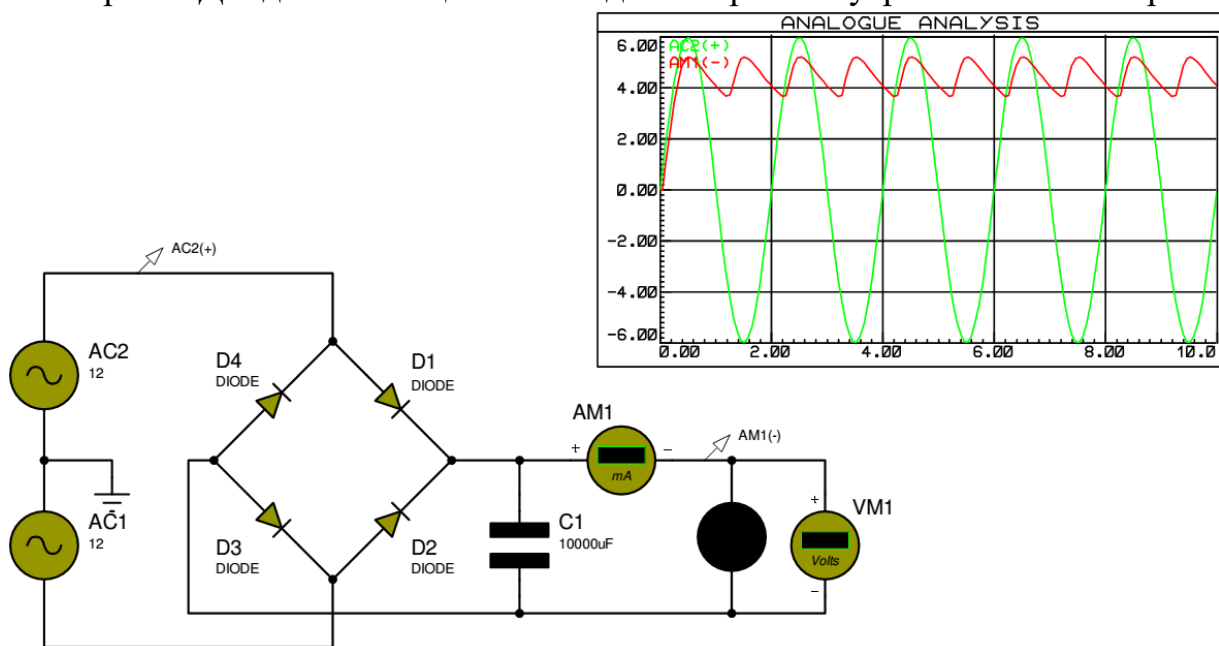 ANALOGUE ANALYSIS
6.00 AC2(+)
AM1(-)
4.00
2.00
0.00
-2.00
-4.00
-6.00
0.00 2.00 4.00 6.00 8.00 10.0
AC2(+)
AC2
12
D4
DIODE
D1
DIODE
AM1
+ −
mA
AM1(-)
AC1
12
D3
DIODE
D2
DIODE
C1
10000uF
+
VM1
Volts
−